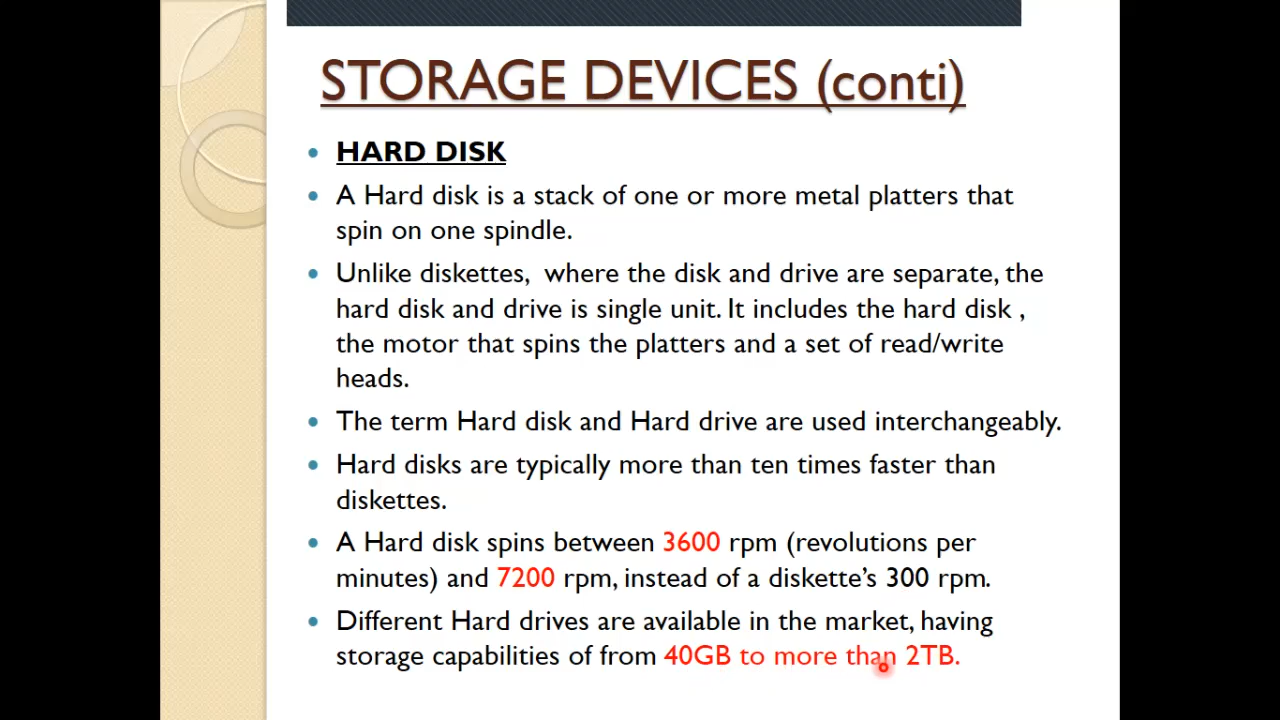 STORAGE DEVICES (conti)
HARD DISK
A Hard disk is a stack of one or more metal platters that
spin on one spindle.
Unlike diskettes,  where the disk and drive are separate, the
hard disk and drive is single unit. It includes the hard disk ,
the motor that spins the platters and a set of read/write
heads.
The term Hard disk and Hard drive are used interchangeably.
Hard disks are typically more than ten times faster than
diskettes.
A Hard disk spins between 3600 rpm (revolutions per
minutes) and 7200 rpm, instead of a diskette’s 300 rpm.
Different Hard drives are available in the market, having
storage capabilities of from 40GB to more than 2TB.